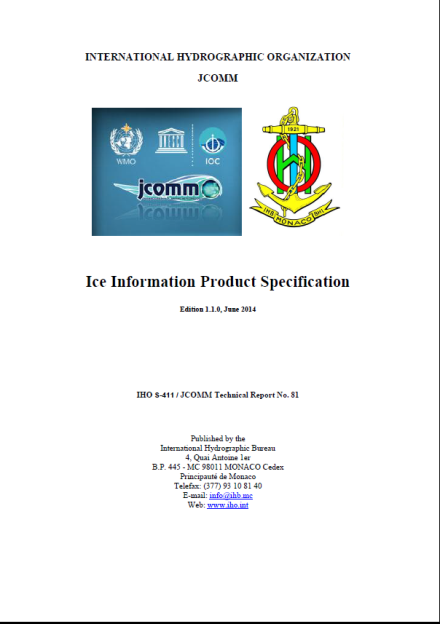 INTERNATIONAL HYDROGRAPHIC ORGANIZATION
JCOMM
WMO
IOC
jcomm
1921
IHB MONACO BHI
Ice Information Product Specification
Edition 1.1.0, June 2014
IHO S-411 / JCOMM Technical Report No. 81
Published by the
International Hydrographic Bureau
4, Quai Antoine 1er
B.P. 445 - MC 98011 MONACO Cedex
Principauté de Monaco
Telefax: (377) 93 10 81 40
E-mail: info@ihb.mc
Web: www.iho.int